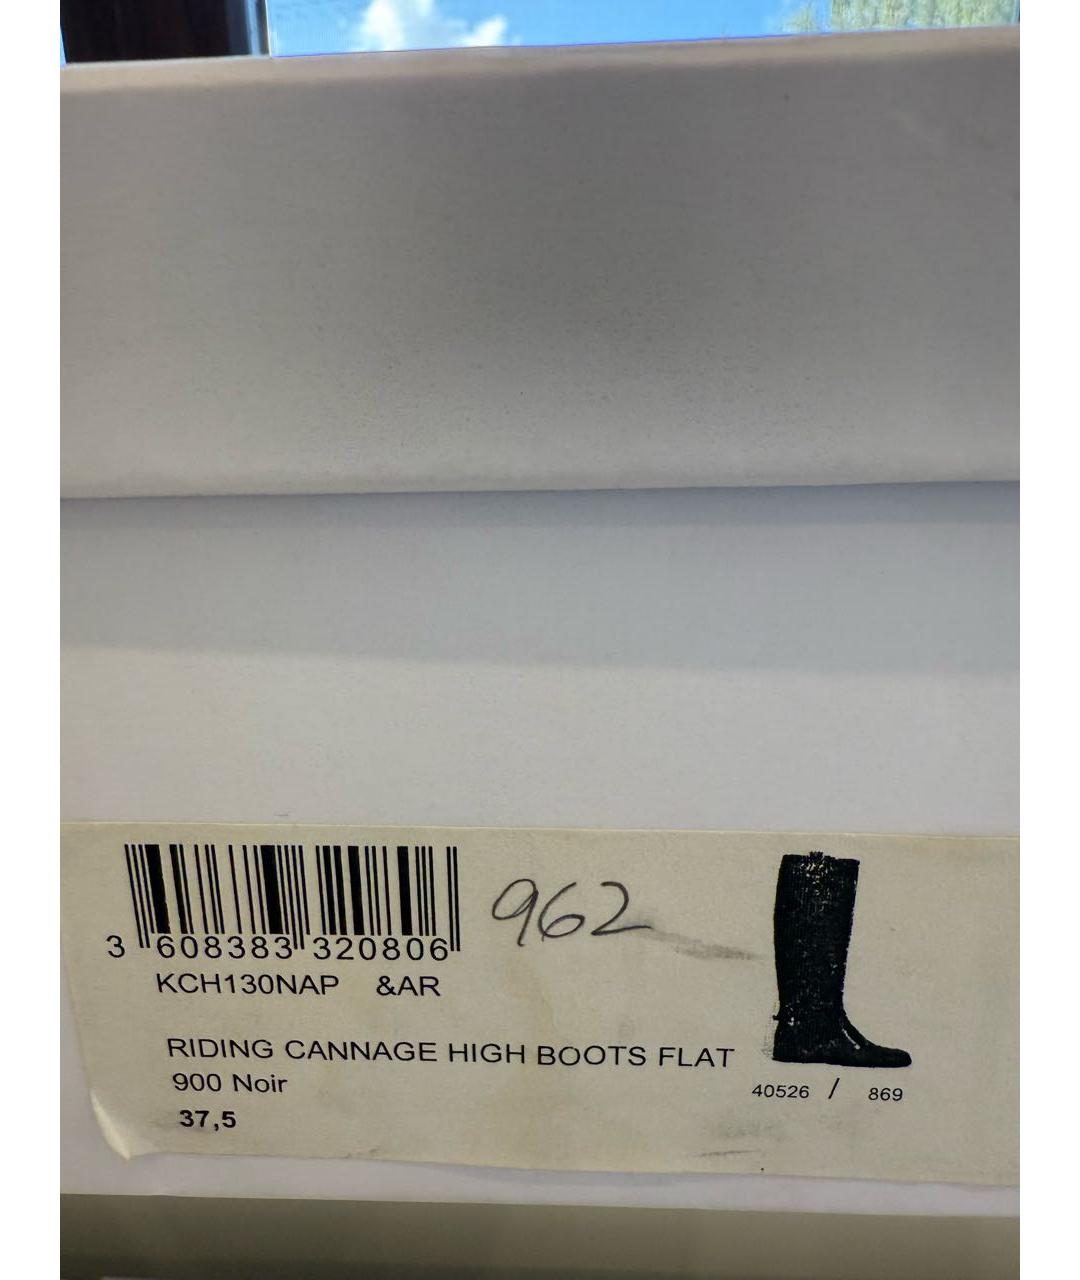 962
3 608383 320806
KCH130NAP &AR
RIDING CANNAGE HIGH BOOTS FLAT
900 Noir
37,5
40526 / 869